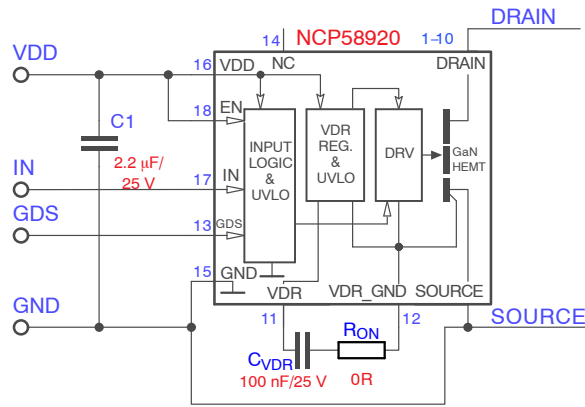 DRAIN
14
NCP58920
1–10
VDD
16
VDD
NC
DRAIN
18
EN
C1
2.2 μF/
25 V
INPUT
LOGIC
&
UVLO
VDR
REG.
&
UVLO
DRV
GaN
HEMT
IN
17
IN
GDS
13
GDS
15
GND
VDR
VDR_GND
SOURCE
GND
11
12
SOURCE
RON
CVDR
100 nF/25 V
0R